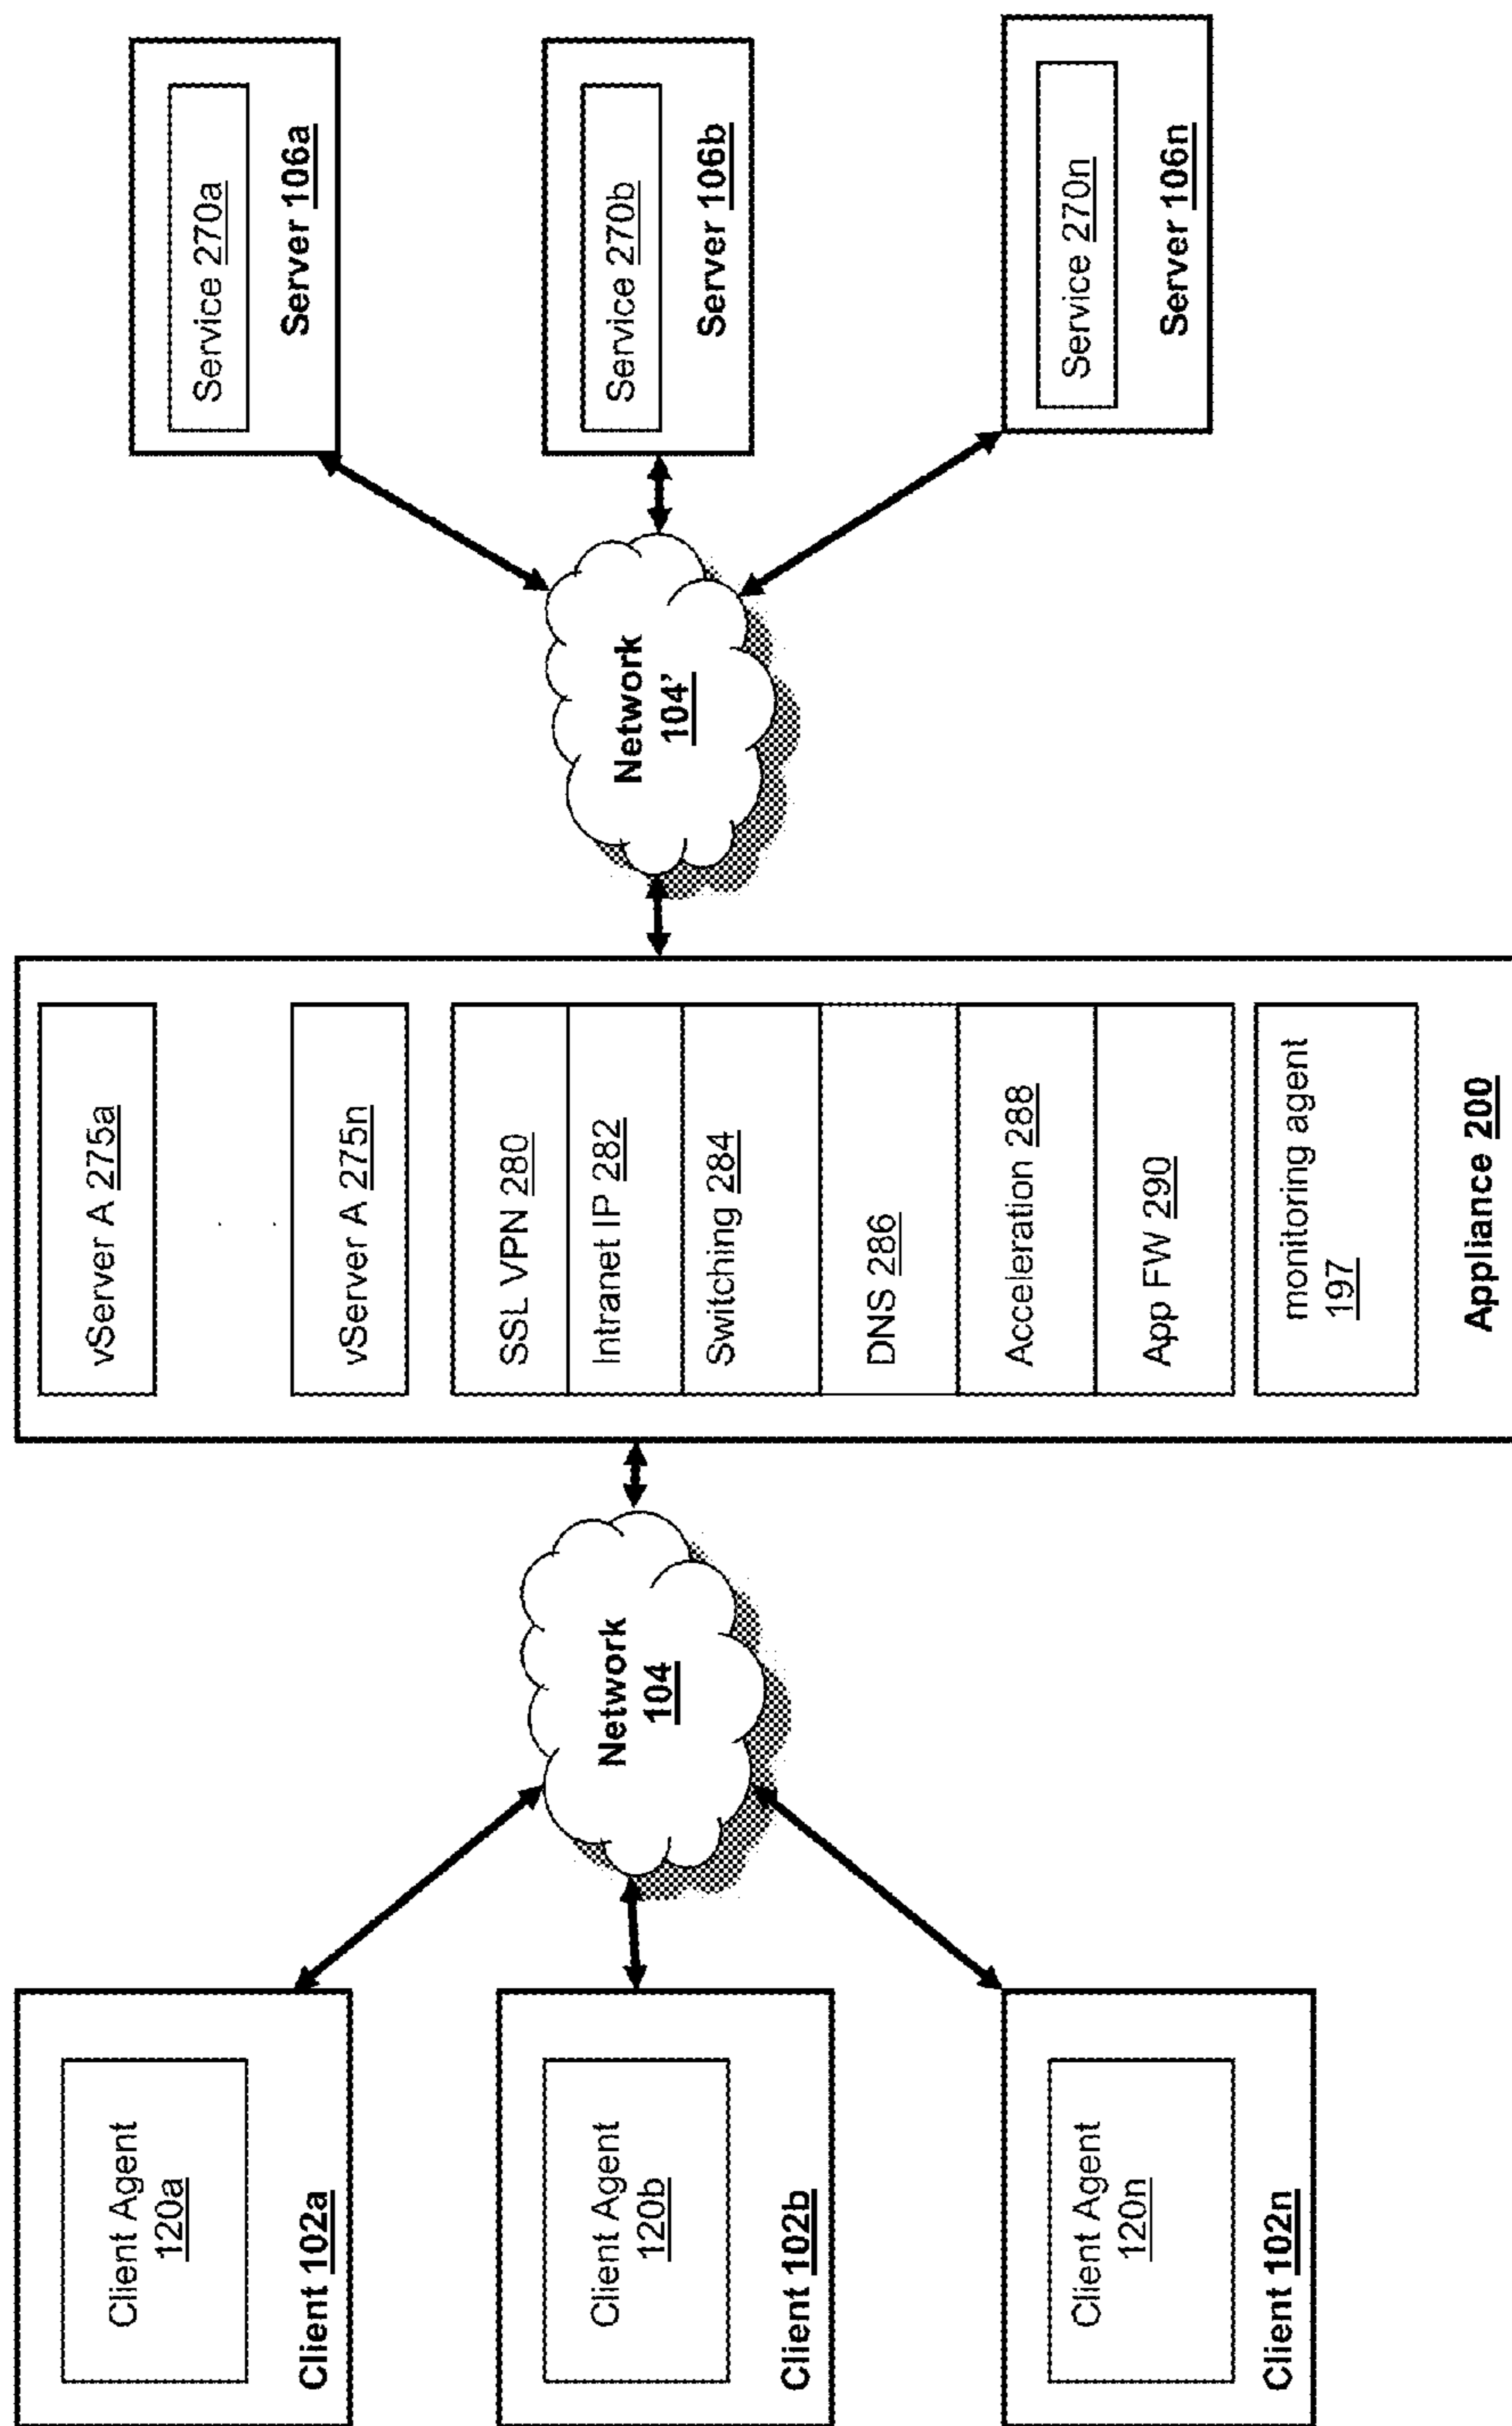 Client Agent
120a
Client 102a
Client Agent
120b
Client 102b
Client Agent
120n
Client 102n
Network
104
vServer A 275a
vServer A 275n
SSL VPN 280
Intranet IP 282
Switching 284
DNS 286
Acceleration 288
App FW 290
monitoring agent
197
Appliance 200
Network
104’
Service 270a
Server 106a
Service 270b
Server 106b
Service 270n
Server 106n